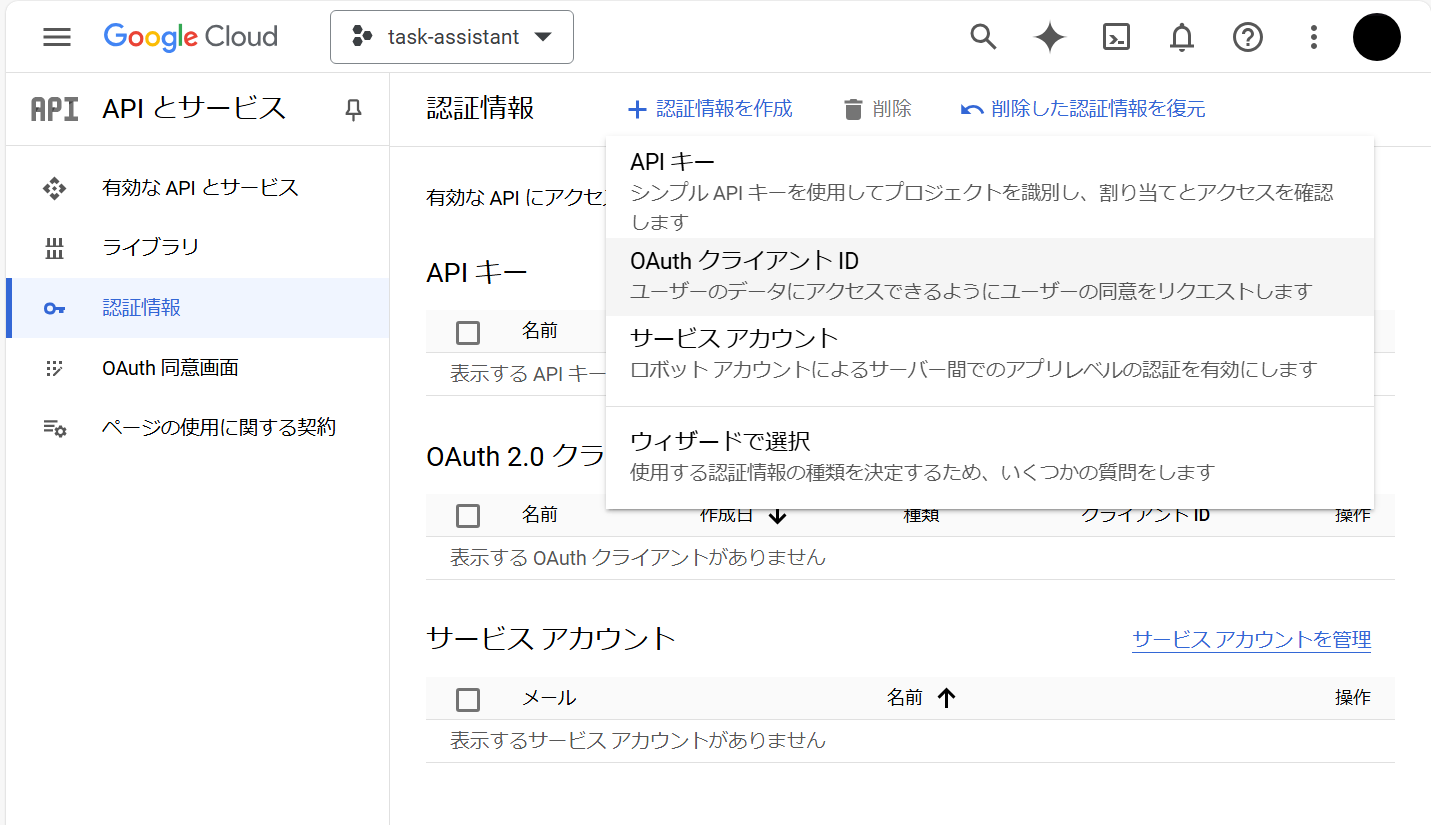 Google Cloud
task-assistant
API API とサービス
認証情報
認証情報を作成
削除
削除した認証情報を復元
有効な API とサービス
ライブラリ
認証情報
OAuth 同意画面
ページの使用に関する契約
有効な API にアクセ
API キー
シンプル API キーを使用してプロジェクトを識別し、割り当てとアクセスを確認
します
OAuth クライアント ID
ユーザーのデータにアクセスできるようにユーザーの同意をリクエストします
サービス アカウント
ロボット アカウントによるサーバー間でのアプリレベルの認証を有効にします
ウィザードで選択
使用する認証情報の種類を決定するため、いくつかの質問をします
API キー
名前
表示する API キー
OAuth 2.0 クラ
名前 作成日 種類 クライアント ID 操作
表示する OAuth クライアントがありません
サービス アカウント
サービス アカウントを管理
メール 名前 操作
表示するサービス アカウントがありません